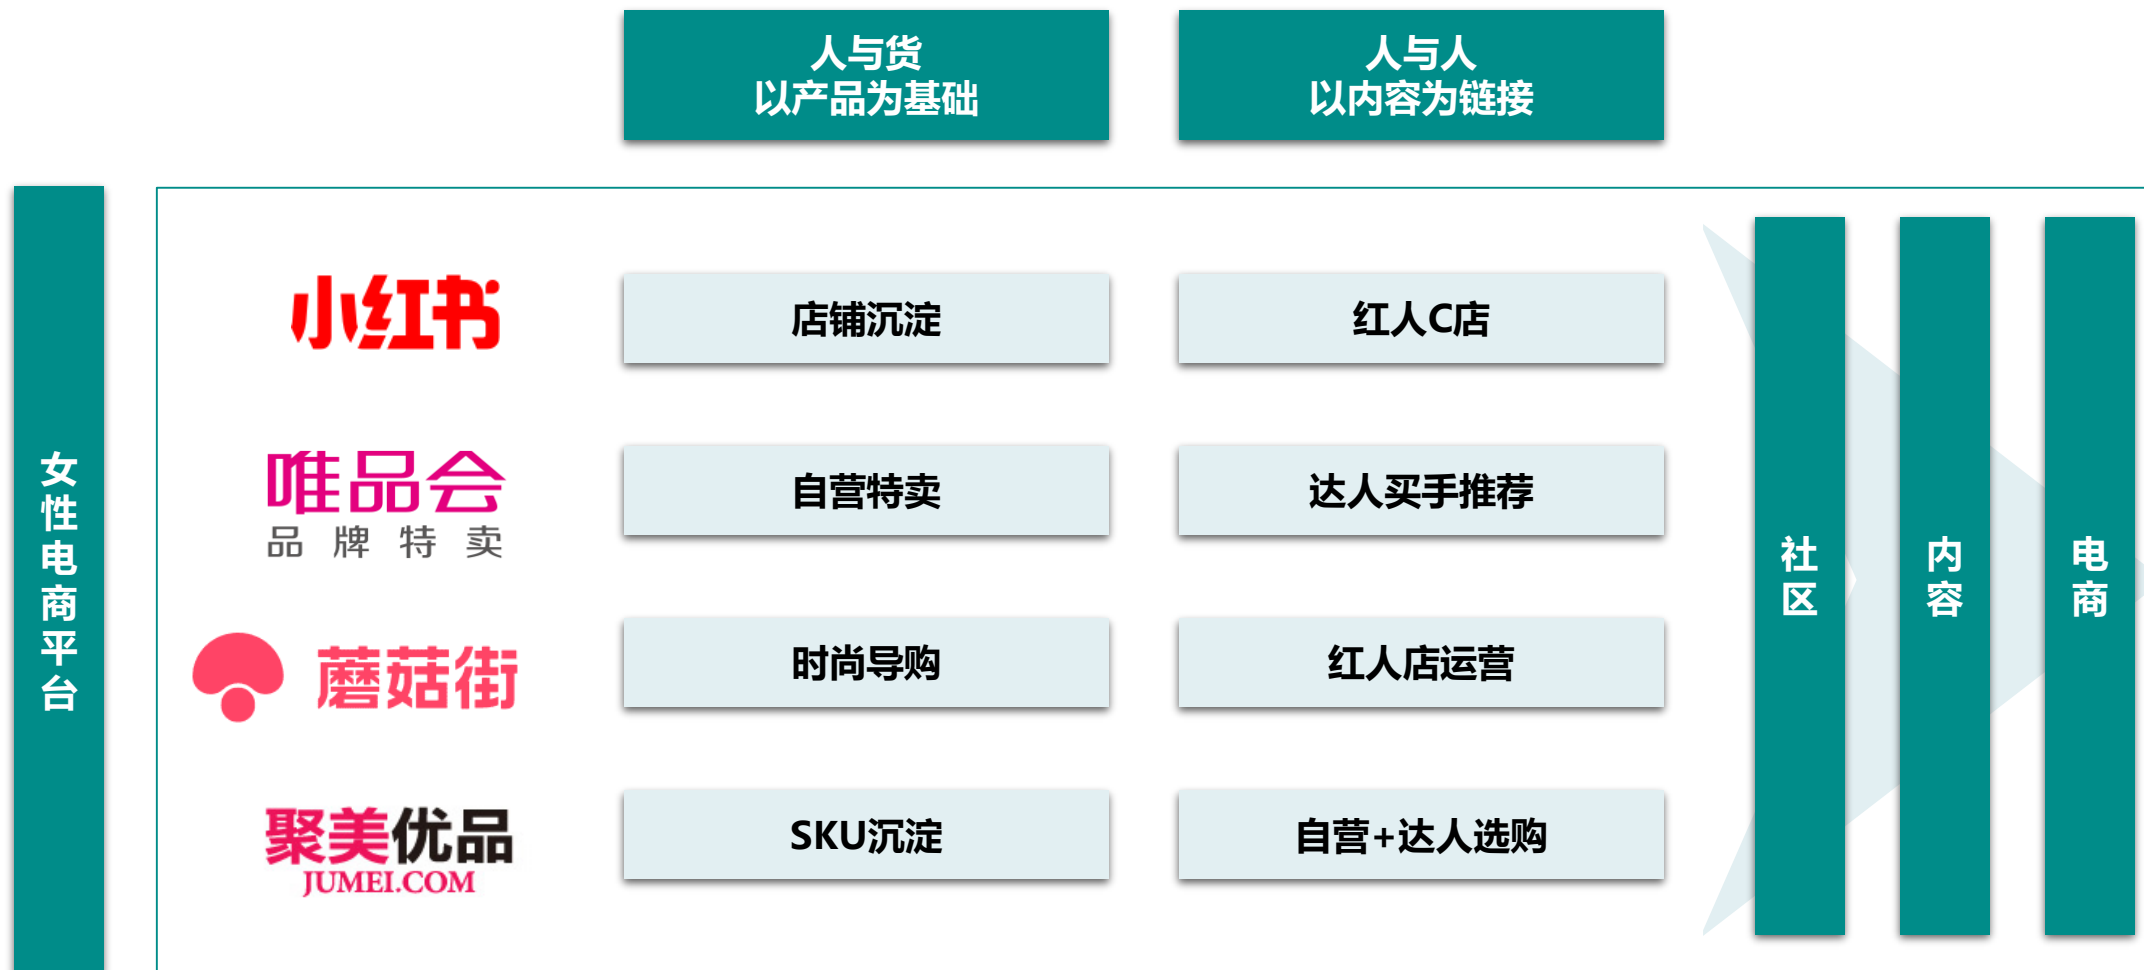 人与货
以产品为基础
人与人
以内容为链接
女性电商平台
小红书
店铺沉淀
红人C店
唯品会
品牌特卖
自营特卖
达人买手推荐
蘑菇街
时尚导购
红人店运营
聚美优品
JUMEI.COM
SKU沉淀
自营+达人选购
社区
内容
电商